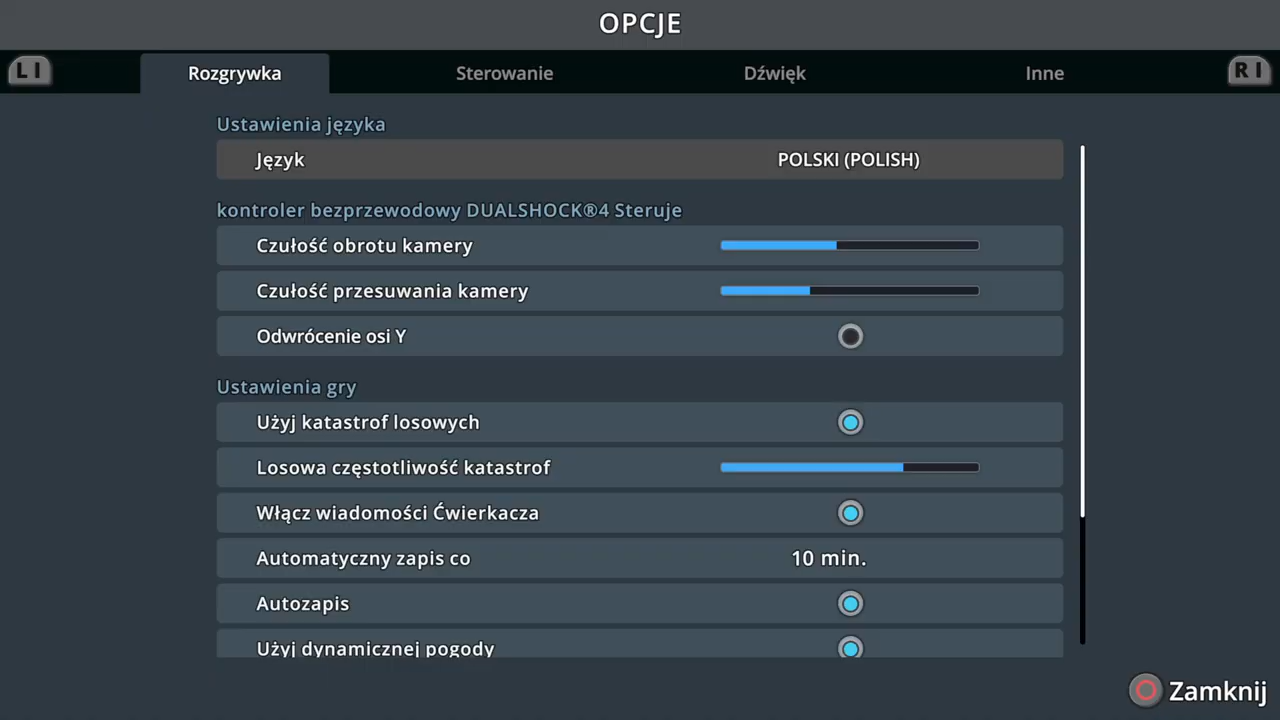 OPCJE
L1 Rozgrywka Sterowanie Dźwięk Inne R1
Ustawienia języka
Język POLSKI (POLISH)
kontroler bezprzewodowy DUALSHOCK®4 Steruje
Czułość obrotu kamery
Czułość przesuwania kamery
Odwrócenie osi Y
Ustawienia gry
Użyj katastrof losowych
Losowa częstotliwość katastrof
Włącz wiadomości Ćwierkacza
Automatyczny zapis co 10 min.
Autozapis
Użyj dynamicznej pogody
Zamknij